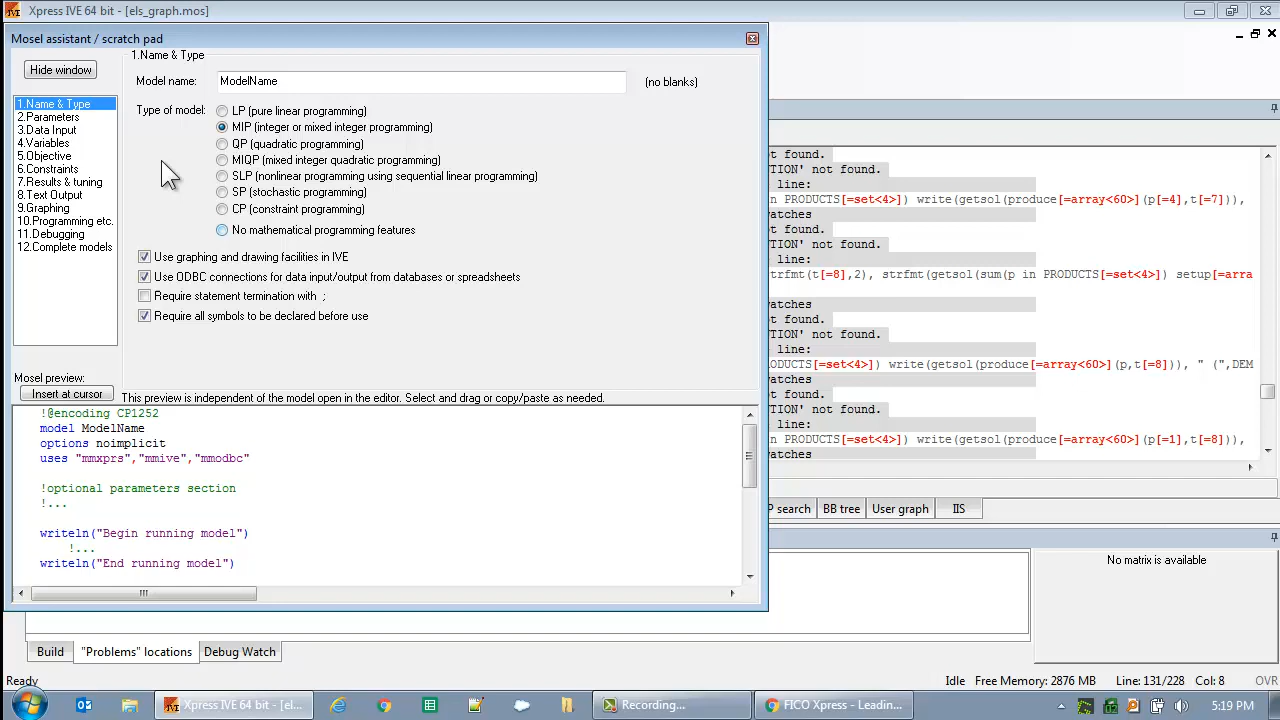 Xpress IVE 64 bit - [els_graph.mos]
Mosel assistant / scratch pad
Hide window
1.Name & Type
2.Parameters
3.Data Input
4.Variables
5.Objective
6.Constraints
7.Results & tuning
8.Text Output
9.Graphing
10.Programming etc.
11.Debugging
12.Complete models
1.Name & Type
Model name: ModelName (no blanks)
Type of model: LP (pure linear programming)
MIP (integer or mixed integer programming)
QP (quadratic programming)
MIQP (mixed integer quadratic programming)
SLP (nonlinear programming using sequential linear programming)
SP (stochastic programming)
CP (constraint programming)
No mathematical programming features
Use graphing and drawing facilities in IVE
Use ODBC connections for data input/output from databases or spreadsheets
Require statement termination with ;
Require all symbols to be declared before use
Mosel preview:
Insert at cursor
This preview is independent of the model open in the editor. Select and drag or copy/paste as needed.
!@encoding CP1252
model ModelName
options noimplicit
uses "mmxprs","mmive","mmodbc"
!optional parameters section
!...
writeln("Begin running model")
!...
writeln("End running model")
t found.
TION' not found.
line:
n PRODUCTS[=set<4>]) write(getsol(produce[=array<60>](p[=4],t[=7])),
watches
t found.
TION' not found.
line:
trfmt(t[=8],2), strfmt(getsol(sum(p in PRODUCTS[=set<4>]) setup[=arra
watches
t found.
TION' not found.
line:
ODUCTS[=set<4>]) write(getsol(produce[=array<60>](p,t[=8])), " (",DEM
watches
t found.
TION' not found.
line:
n PRODUCTS[=set<4>]) write(getsol(produce[=array<60>](p[=1],t[=8])),
watches
P search
BB tree
User graph
IIS
No matrix is available
Build
"Problems" locations
Debug Watch
Ready
Idle Free Memory: 2876 MB Line: 131/228 Col: 8 OVR
Xpress IVE 64 bit - [el...
Recording...
FICO Xpress - Leadin...
5:19 PM